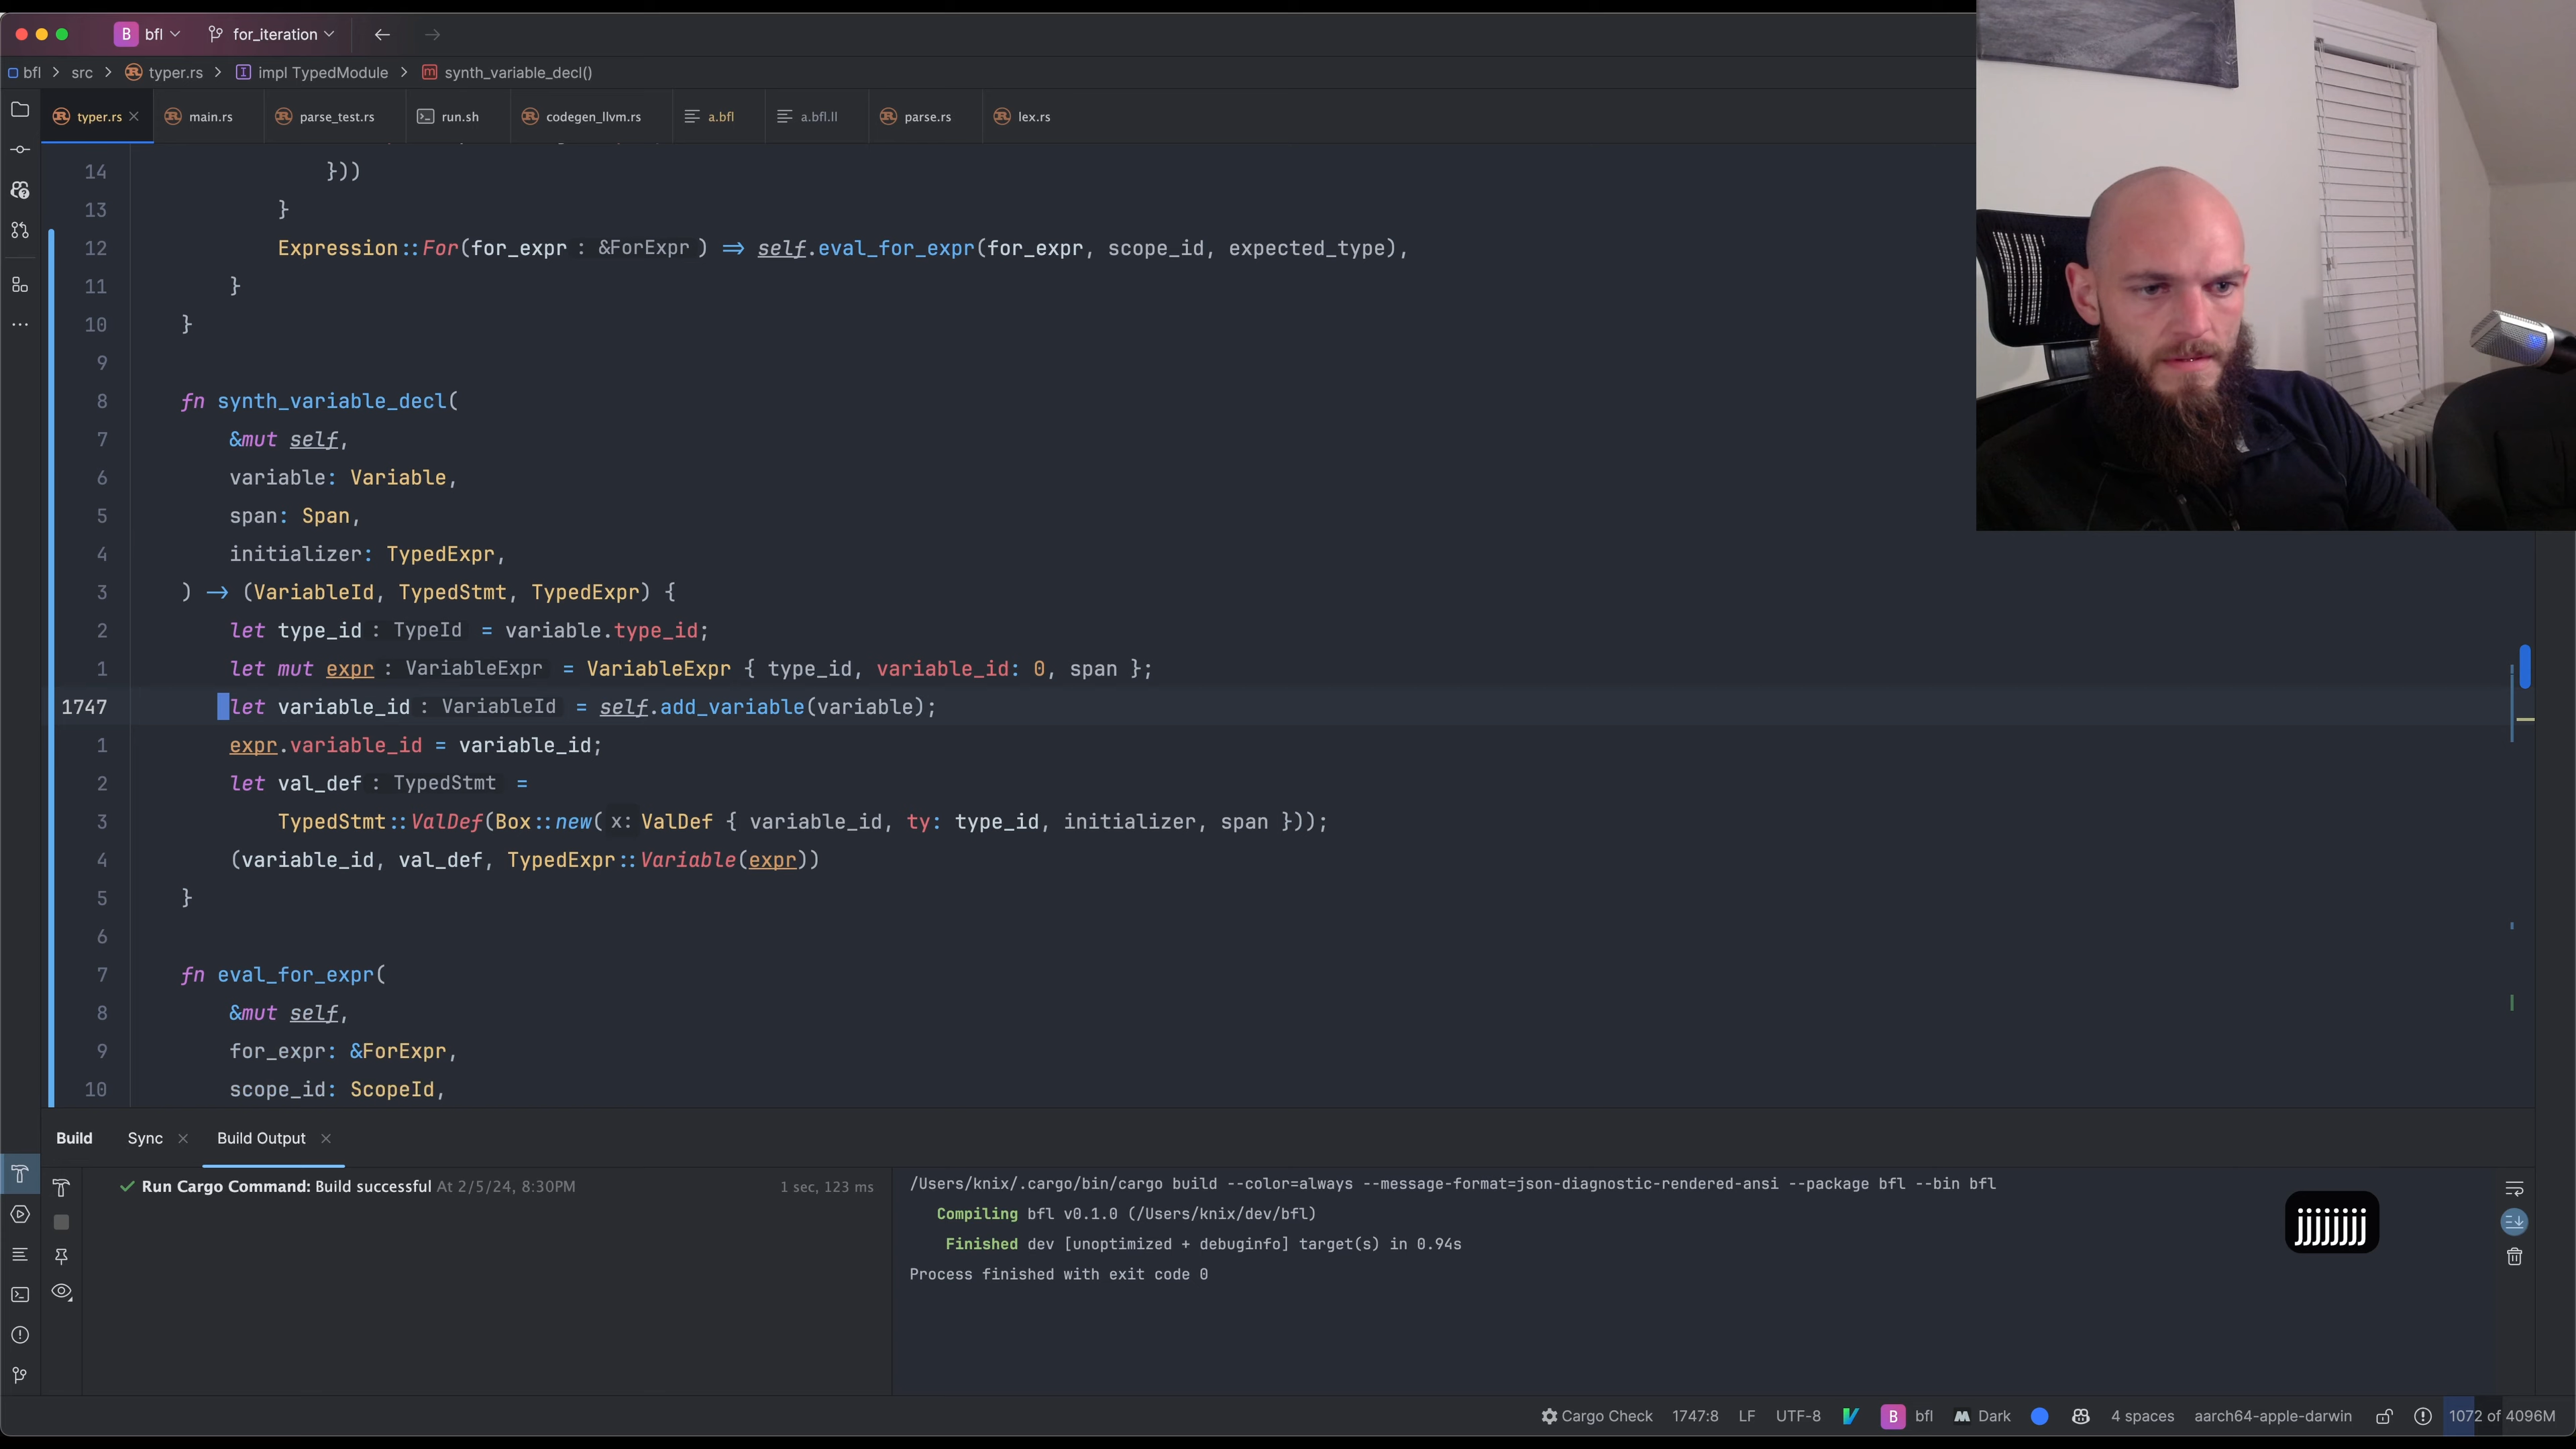 B bfl for_iteration
bfl src typer.rs impl TypedModule synth_variable_decl()
typer.rs main.rs parse_test.rs run.sh codegen_llvm.rs a.bfl a.bfl.ll parse.rs lex.rs
14 }))
13 }
12 Expression::For(for_expr : &ForExpr ) => self.eval_for_expr(for_expr, scope_id, expected_type),
11 }
10 }
9
8 fn synth_variable_decl(
7 &mut self,
6 variable: Variable,
5 span: Span,
4 initializer: TypedExpr,
3 ) -> (VariableId, TypedStmt, TypedExpr) {
2 let type_id : TypeId = variable.type_id;
1 let mut expr : VariableExpr = VariableExpr { type_id, variable_id: 0, span };
1747 let variable_id : VariableId = self.add_variable(variable);
1 expr.variable_id = variable_id;
2 let val_def : TypedStmt =
3 TypedStmt::ValDef(Box::new( x: ValDef { variable_id, ty: type_id, initializer, span }));
4 (variable_id, val_def, TypedExpr::Variable(expr))
5 }
6
7 fn eval_for_expr(
8 &mut self,
9 for_expr: &ForExpr,
10 scope_id: ScopeId,
Build Sync Build Output
Run Cargo Command: Build successful At 2/5/24, 8:30PM 1 sec, 123 ms
/Users/knix/.cargo/bin/cargo build --color=always --message-format=json-diagnostic-rendered-ansi --package bfl --bin bfl
Compiling bfl v0.1.0 (/Users/knix/dev/bfl)
Finished dev [unoptimized + debuginfo] target(s) in 0.94s
Process finished with exit code 0
jjjjjjjjj
Cargo Check 1747:8 LF UTF-8 B bfl Dark 4 spaces aarch64-apple-darwin 1072 of 4096M